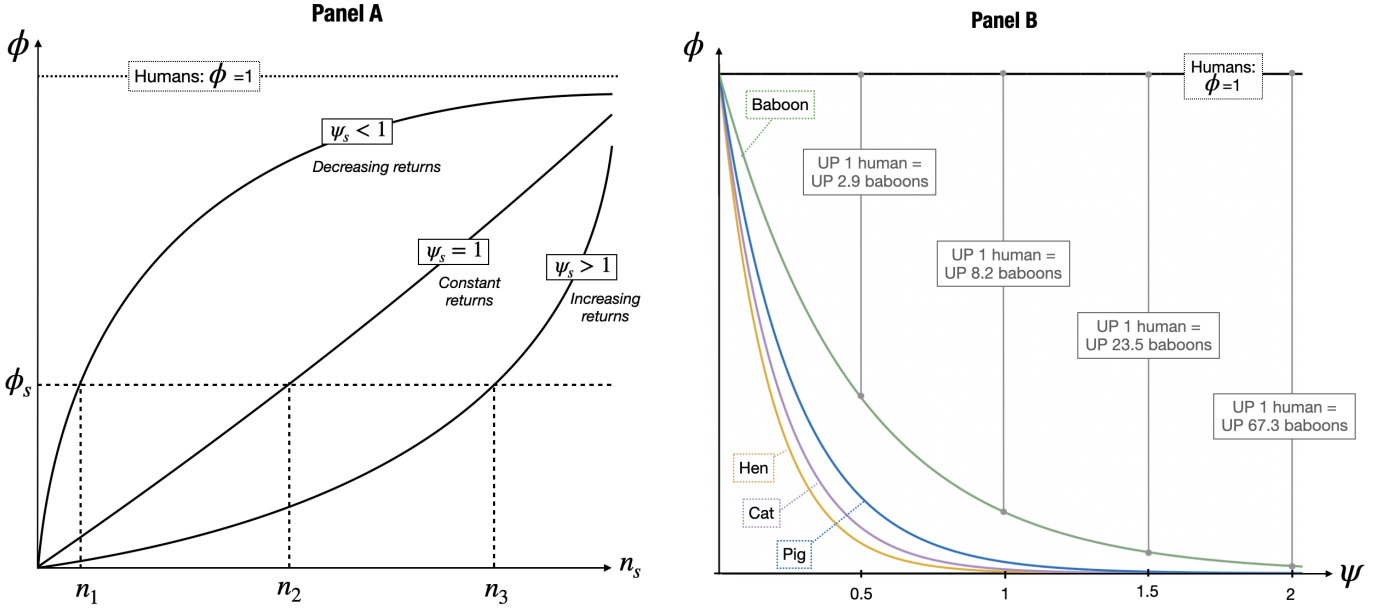 Panel A
ϕ
Humans: ϕ =1
ψs < 1
Decreasing returns
ψs = 1
Constant
returns
ψs > 1
Increasing
returns
ϕs
n1
n2
n3
ns
Panel B
ϕ
Humans:
ϕ=1
Baboon
UP 1 human =
UP 2.9 baboons
UP 1 human =
UP 8.2 baboons
UP 1 human =
UP 23.5 baboons
UP 1 human =
UP 67.3 baboons
Hen
Cat
Pig
0.5
1
1.5
2
ψ